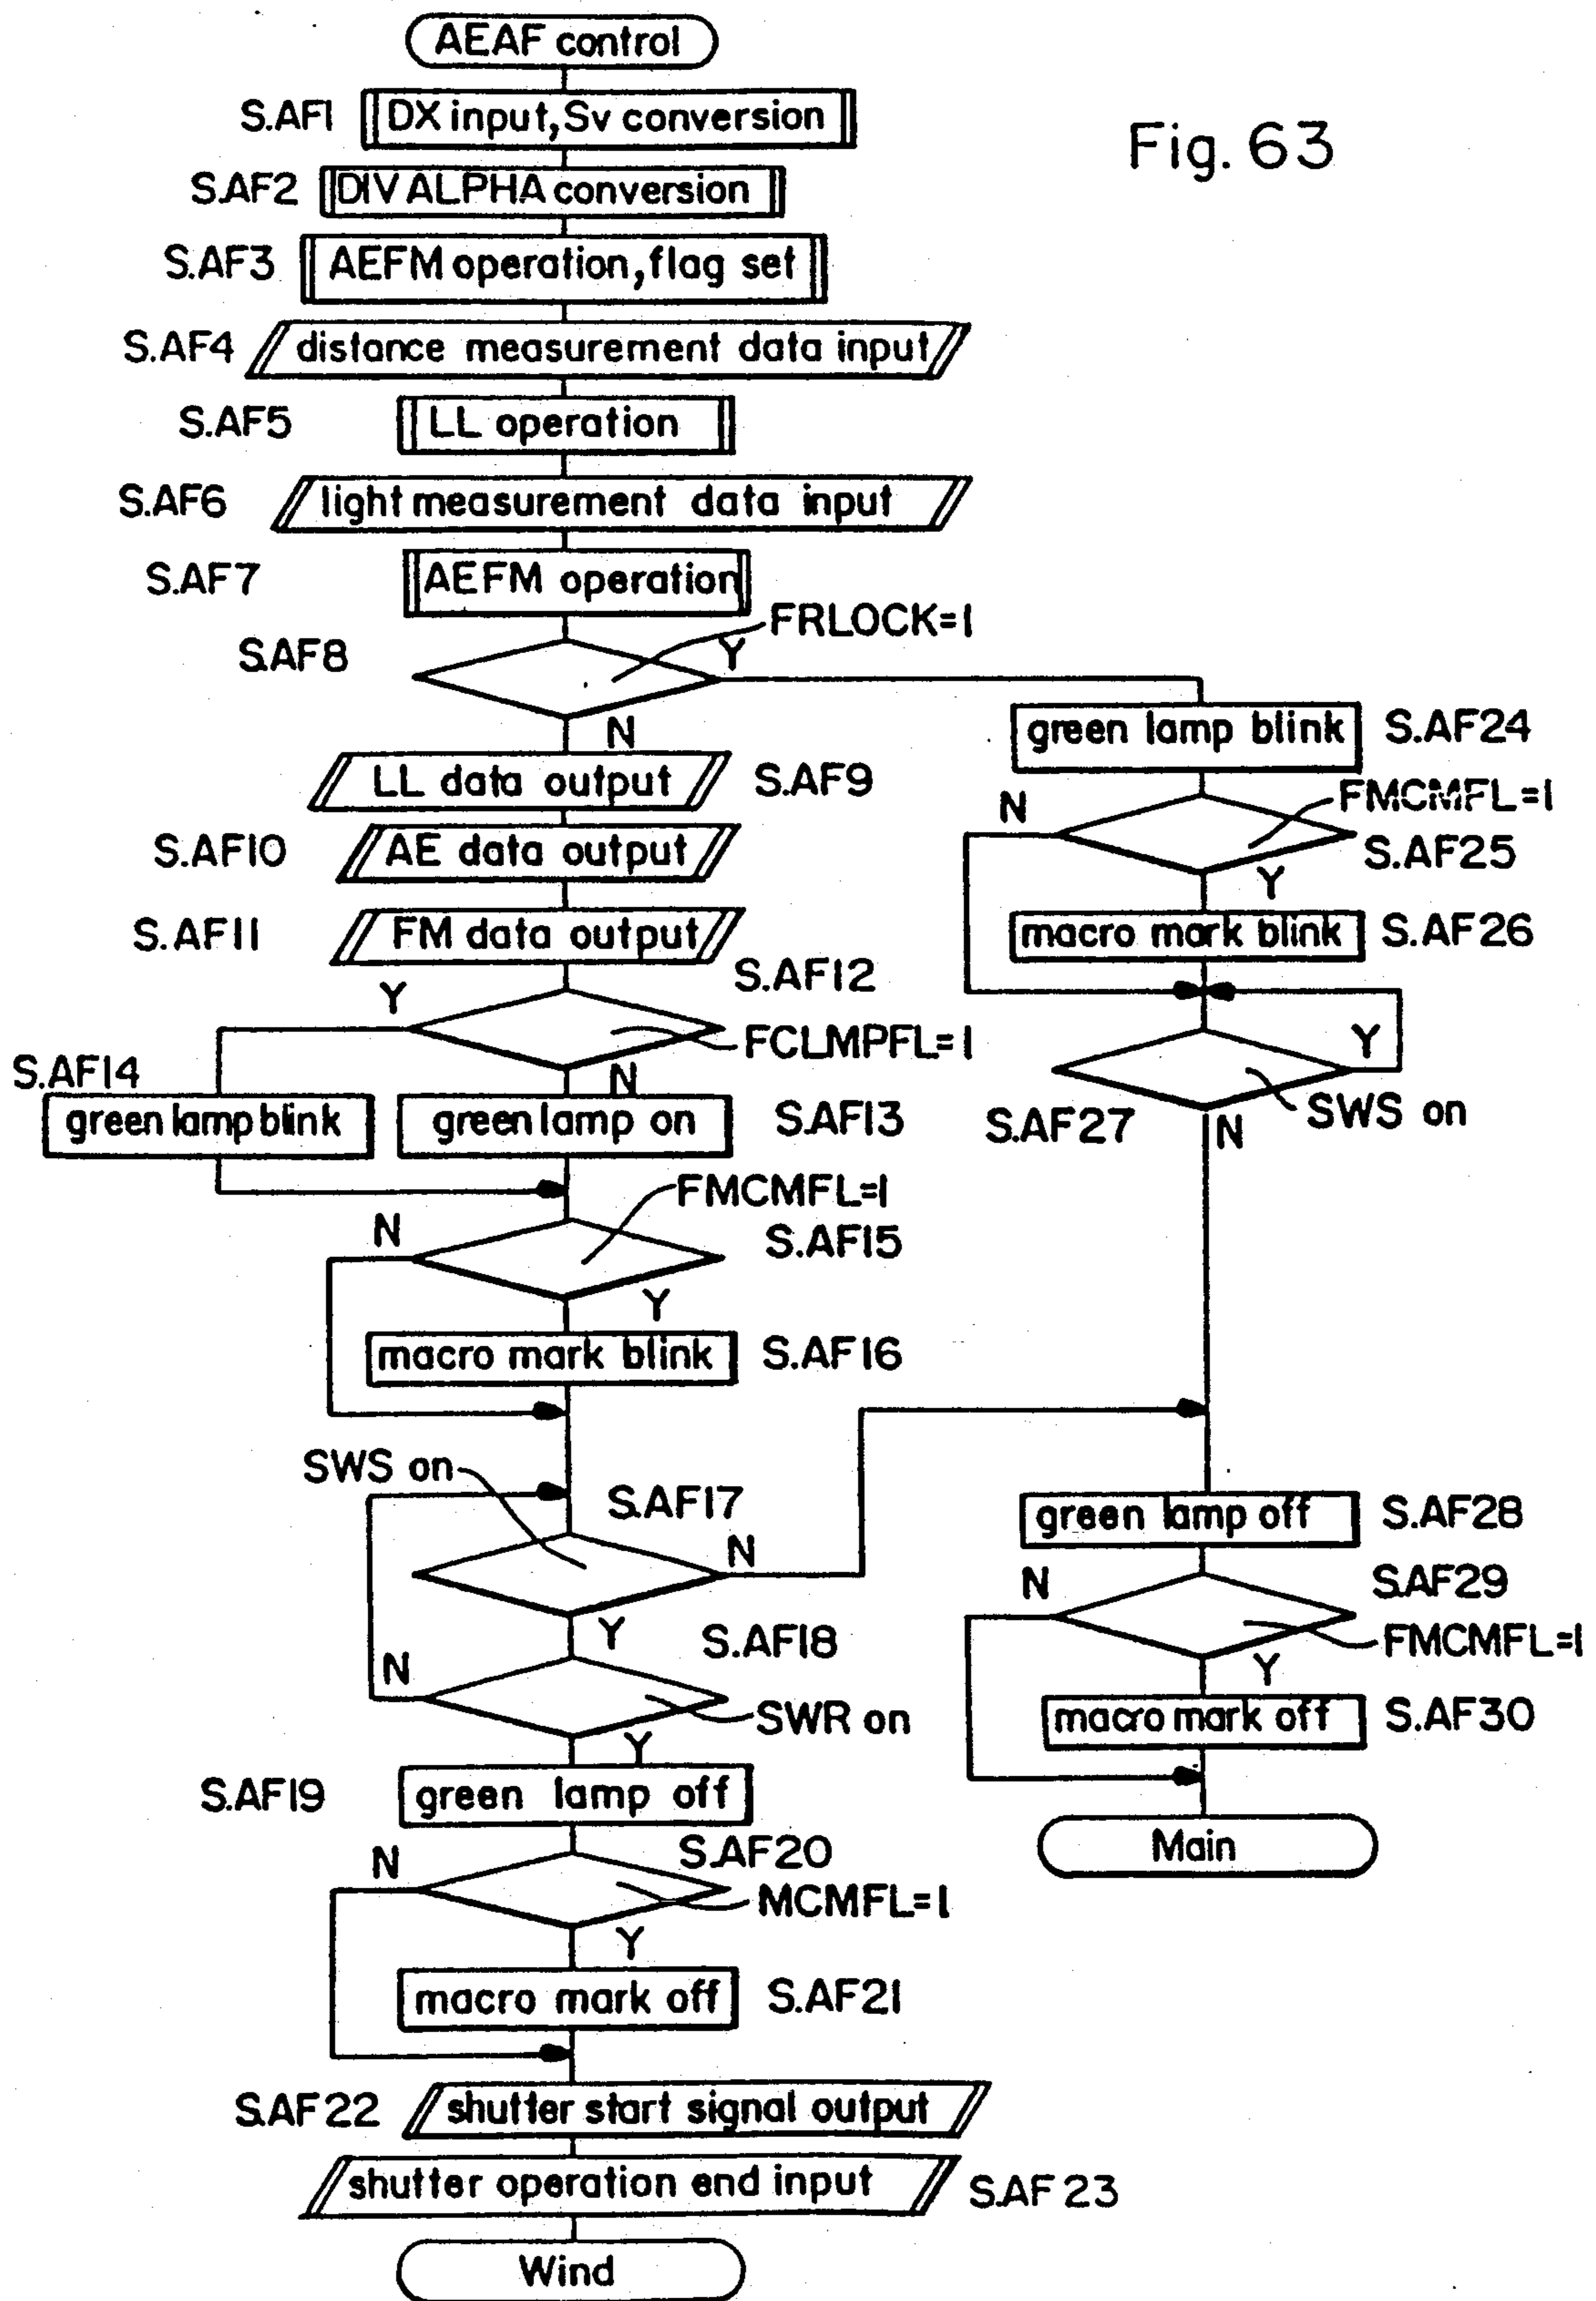 AEAF control
Fig. 63
S.AF1 DX input, Sv conversion
S.AF2 DIV ALPHA conversion
S.AF3 AEFM operation, flag set
S.AF4 distance measurement data input
S.AF5 LL operation
S.AF6 light measurement data input
S.AF7 AEFM operation
FRLOCK=1
S.AF8 Y
N
LL data output S.AF9
S.AF10 AE data output
S.AF11 FM data output
S.AF12
Y
FCLMPFL=1
N
S.AF14
green lamp blink
green lamp on S.AF13
FMCMFL=1
N S.AF15
Y
macro mark blink S.AF16
SWS on
S.AF17
N
Y
S.AF18
N
SWR on
Y
S.AF19 green lamp off
S.AF20
N
MCMFL=1
Y
macro mark off S.AF21
S.AF22 shutter start signal output
shutter operation end input S.AF23
Wind
green lamp blink S.AF24
FMCMFL=1
N
S.AF25
Y
macro mark blink S.AF26
Y
SWS on
S.AF27
N
green lamp off S.AF28
S.AF29
N
FMCMFL=1
Y
macro mark off S.AF30
Main